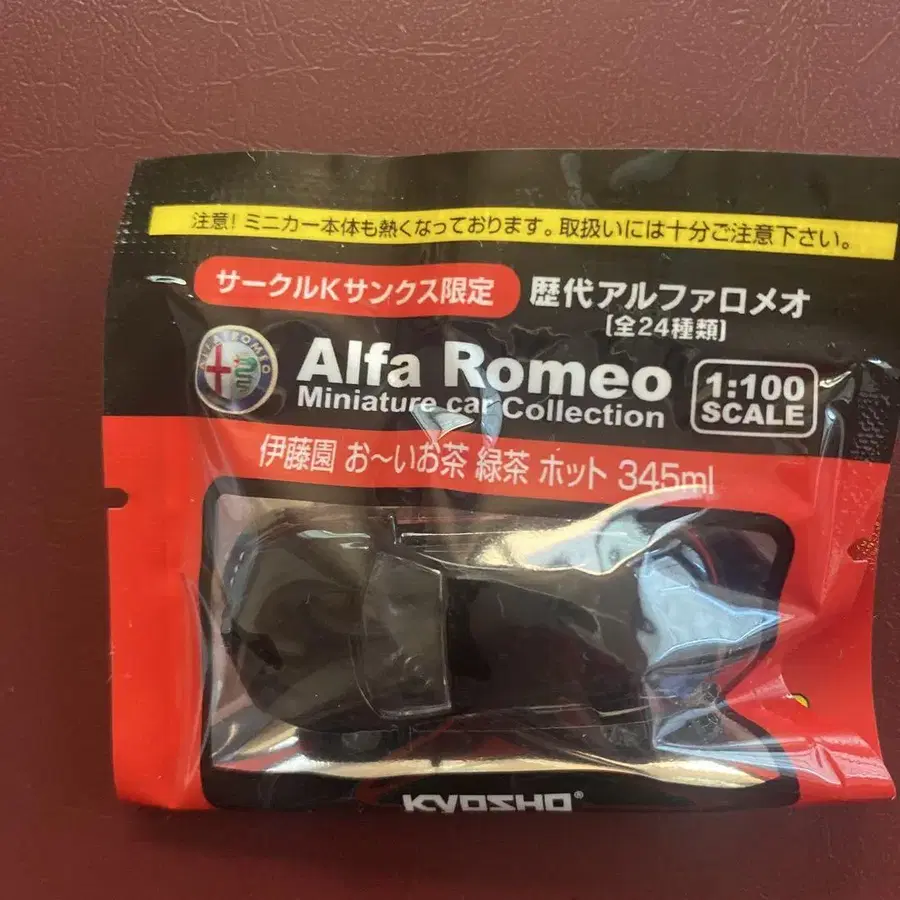 注意! ミニカー本体も熱くなっております。取扱いには十分ご注意下さい。
サークルKサンクス限定
歴代アルファロメオ
[全24種類]
ALFA ROMEO
Alfa Romeo
Miniature car Collection
1:100
SCALE
伊藤園 お〜いお茶 緑茶 ホット 345ml
KYOSHO®